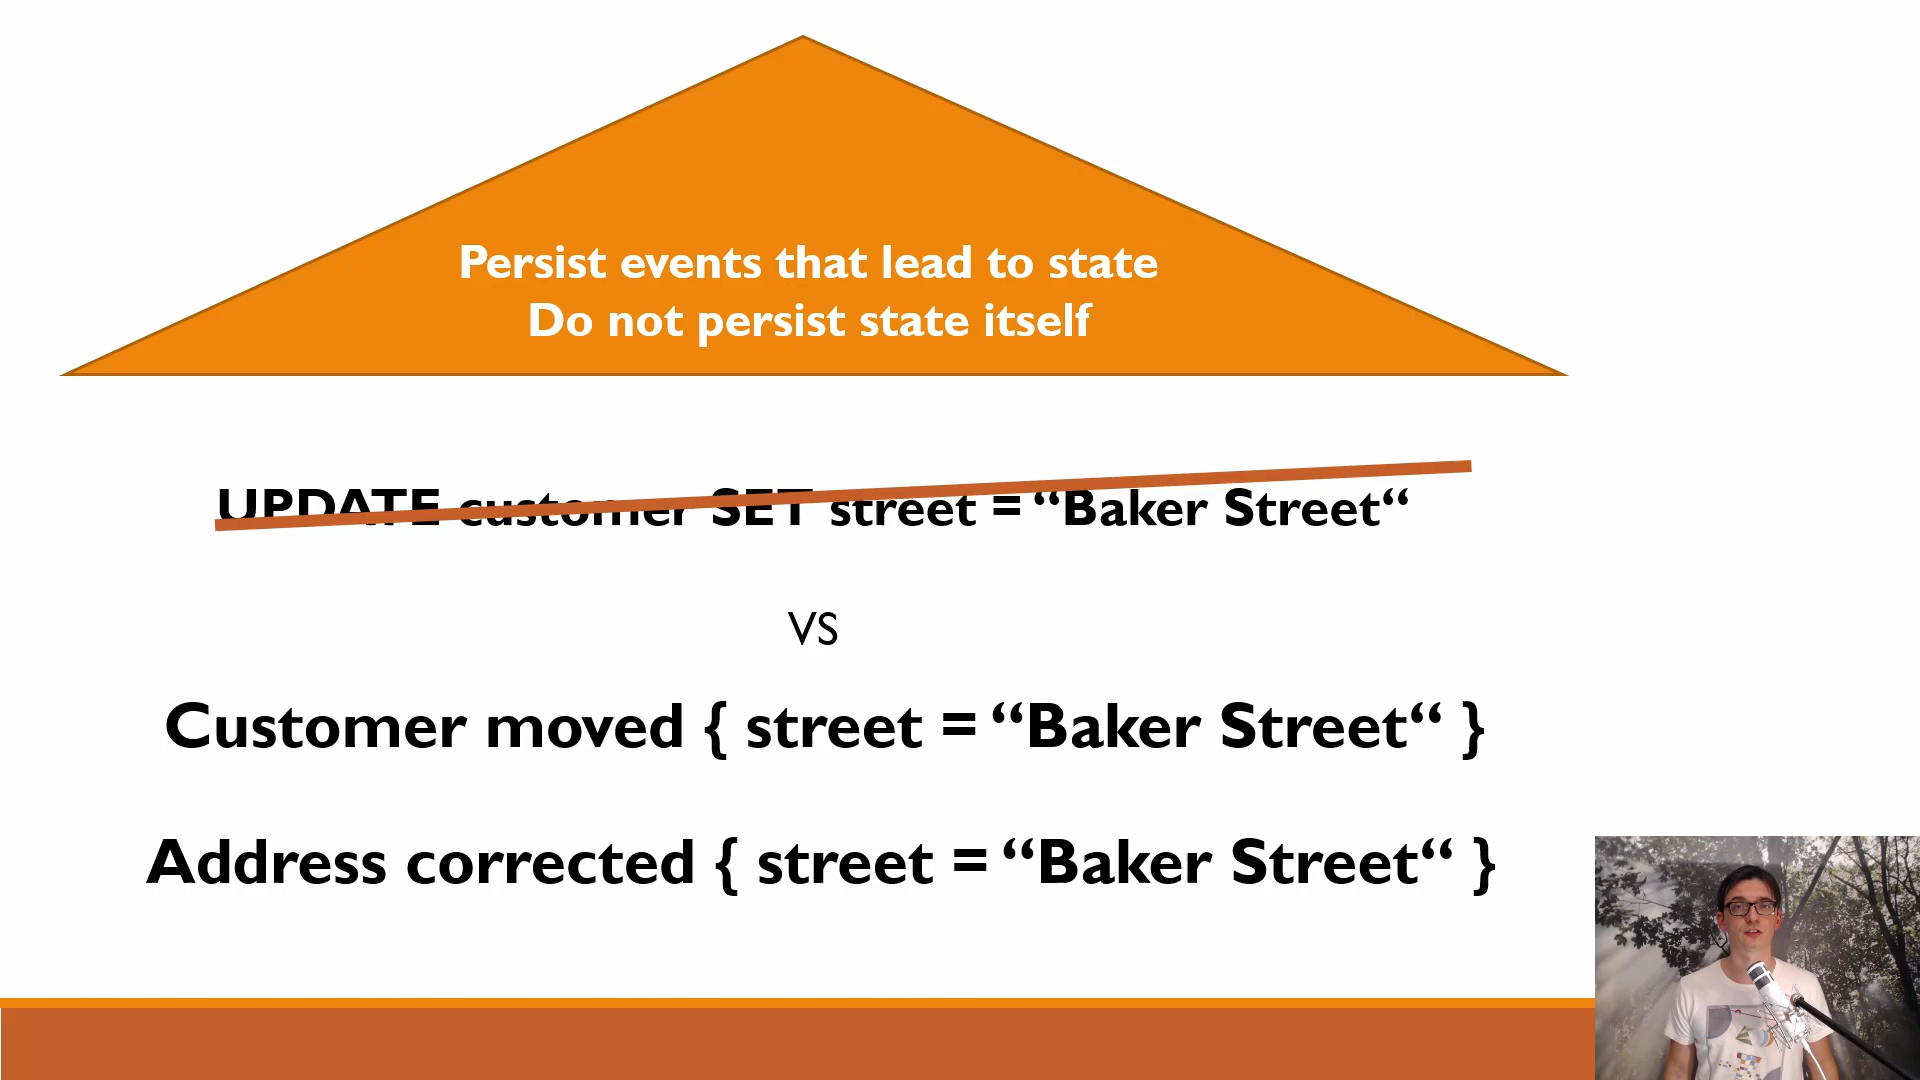 Persist events that lead to state
Do not persist state itself
UPDATE customer SET street = “Baker Street“
VS
Customer moved { street = “Baker Street“ }
Address corrected { street = “Baker Street“ }